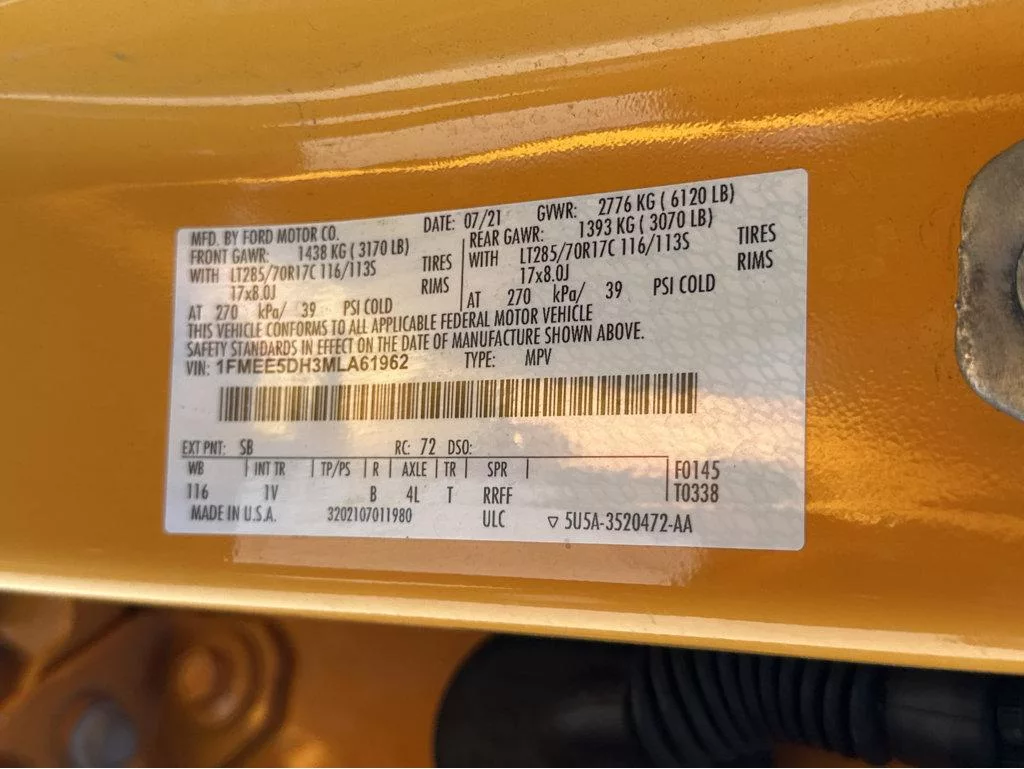 MFD. BY FORD MOTOR CO. DATE: 07/21 GVWR: 2776 KG ( 6120 LB)
FRONT GAWR: 1438 KG ( 3170 LB) REAR GAWR: 1393 KG ( 3070 LB)
WITH LT285/70R17C 116/113S TIRES WITH LT285/70R17C 116/113S TIRES
17x8.0J RIMS 17x8.0J RIMS
AT 270 kPa/ 39 PSI COLD AT 270 kPa/ 39 PSI COLD
THIS VEHICLE CONFORMS TO ALL APPLICABLE FEDERAL MOTOR VEHICLE
SAFETY STANDARDS IN EFFECT ON THE DATE OF MANUFACTURE SHOWN ABOVE.
VIN: 1FMEE5DH3MLA61962 TYPE: MPV
EXT PNT: SB RC: 72 DSO:
WB INT TR TP/PS R AXLE TR SPR F0145
116 1V B 4L T RRFF T0338
MADE IN U.S.A. 3202107011980 ULC ▽ 5U5A-3520472-AA